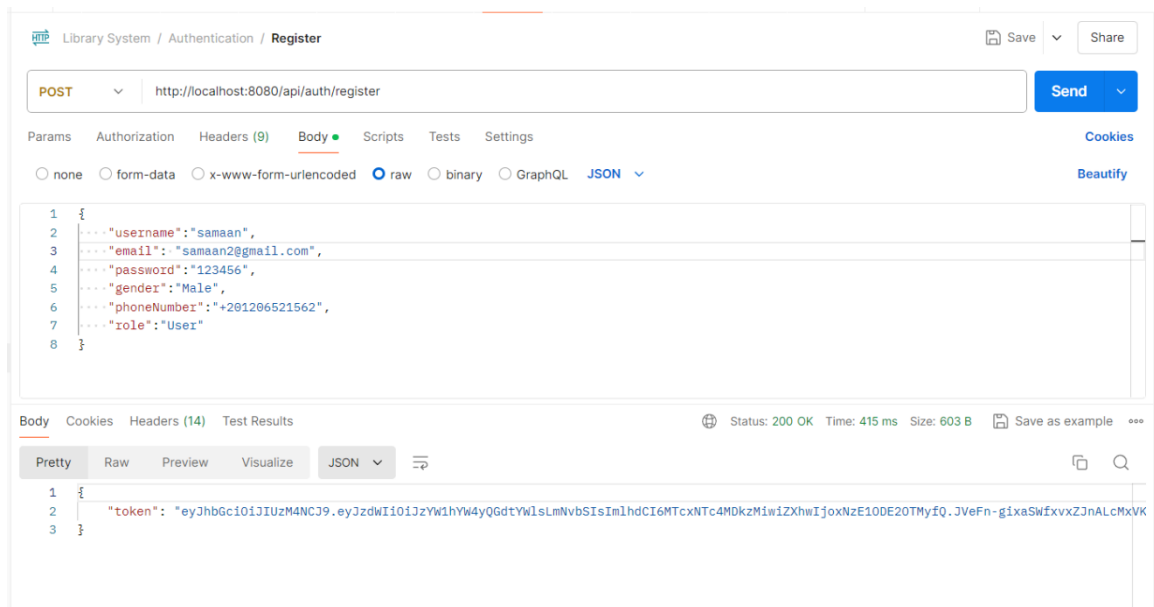 HTTP Library System / Authentication / Register Save Share
POST http://localhost:8080/api/auth/register Send
Params Authorization Headers (9) Body Scripts Tests Settings Cookies
none form-data x-www-form-urlencoded raw binary GraphQL JSON Beautify
1 {
2 "username":"samaan",
3 "email": "samaan2@gmail.com",
4 "password":"123456",
5 "gender":"Male",
6 "phoneNumber":"+201206521562",
7 "role":"User"
8 }
Body Cookies Headers (14) Test Results Status: 200 OK Time: 415 ms Size: 603 B Save as example
Pretty Raw Preview Visualize JSON
1 {
2 "token": "eyJhbGciOiJIUzM4NCJ9.eyJzdWIiOiJzYW1hYW4yQGdtYWlsLmNvbSIsImlhdCI6MTcxNTc4MDkzMiwiZXhwIjoxNzE1ODE2OTMyfQ.JVeFn-gixaSWfxvxZJnALcMxVK
3 }